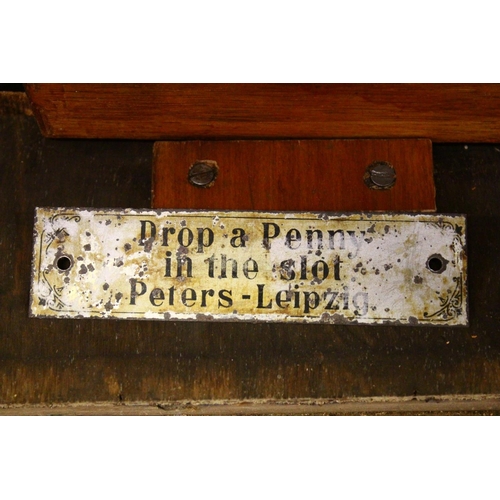 Drop a Penny
in the slot
Peters-Leipzig